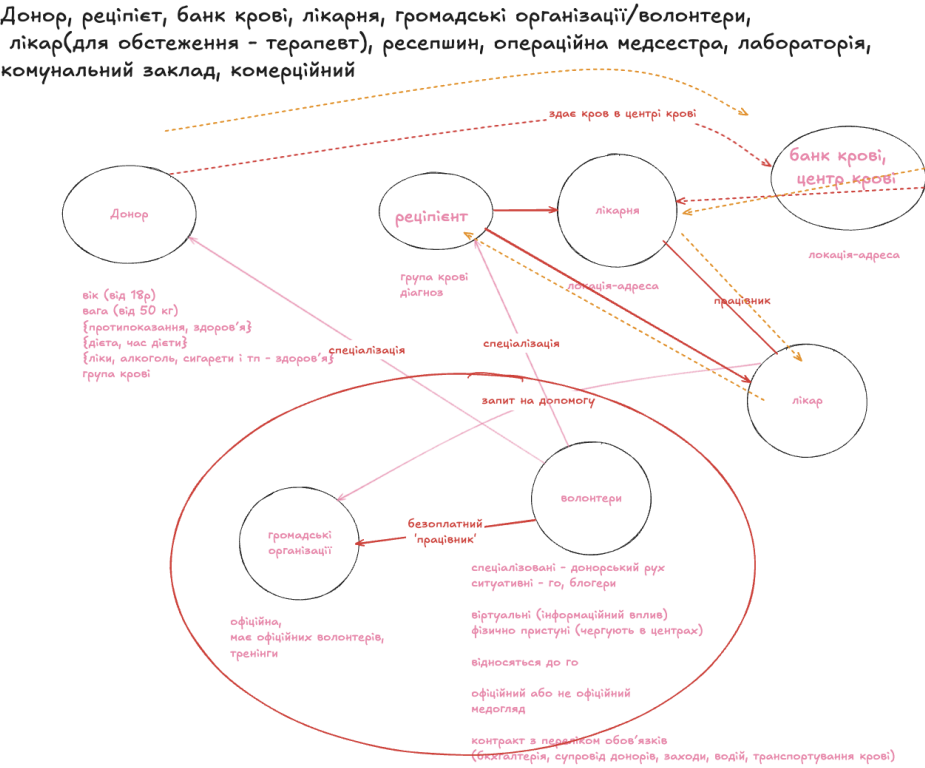 Донор, реціпієт, банк крові, лікарня, громадські організації/волонтери,
лікар(для обстеження - терапевт), ресепшин, операційна медсестра, лабораторія,
комунальний заклад, комерційний
здає кров в центрі крові
банк крові,
центр крові
Донор
реціпієнт
лікарня
локація-адреса
група крові
діагноз
локація-адреса
вік (від 18р)
вага (від 50 кг)
{протипоказання, здоров'я}
{дієта, час дієти}
{ліки, алкоголь, сигарети і тп - здоров'я}
група крові
працівник
спеціалізація
спеціалізація
запит на допомогу
лікар
волонтери
безоплатний
'працівник'
громадські
організації
спеціалізовані - донорський рух
ситуативні - го, блогери
віртуальні (інформаційний вплив)
фізично пристуні (чергують в центрах)
відносяться до го
офіційний або не офіційний
медогляд
контракт з переліком обов'язків
(бкхгалтерія, супровід донорів, заходи, водій, транспортування крові)
офіційна,
має офіційних волонтерів,
тренінги